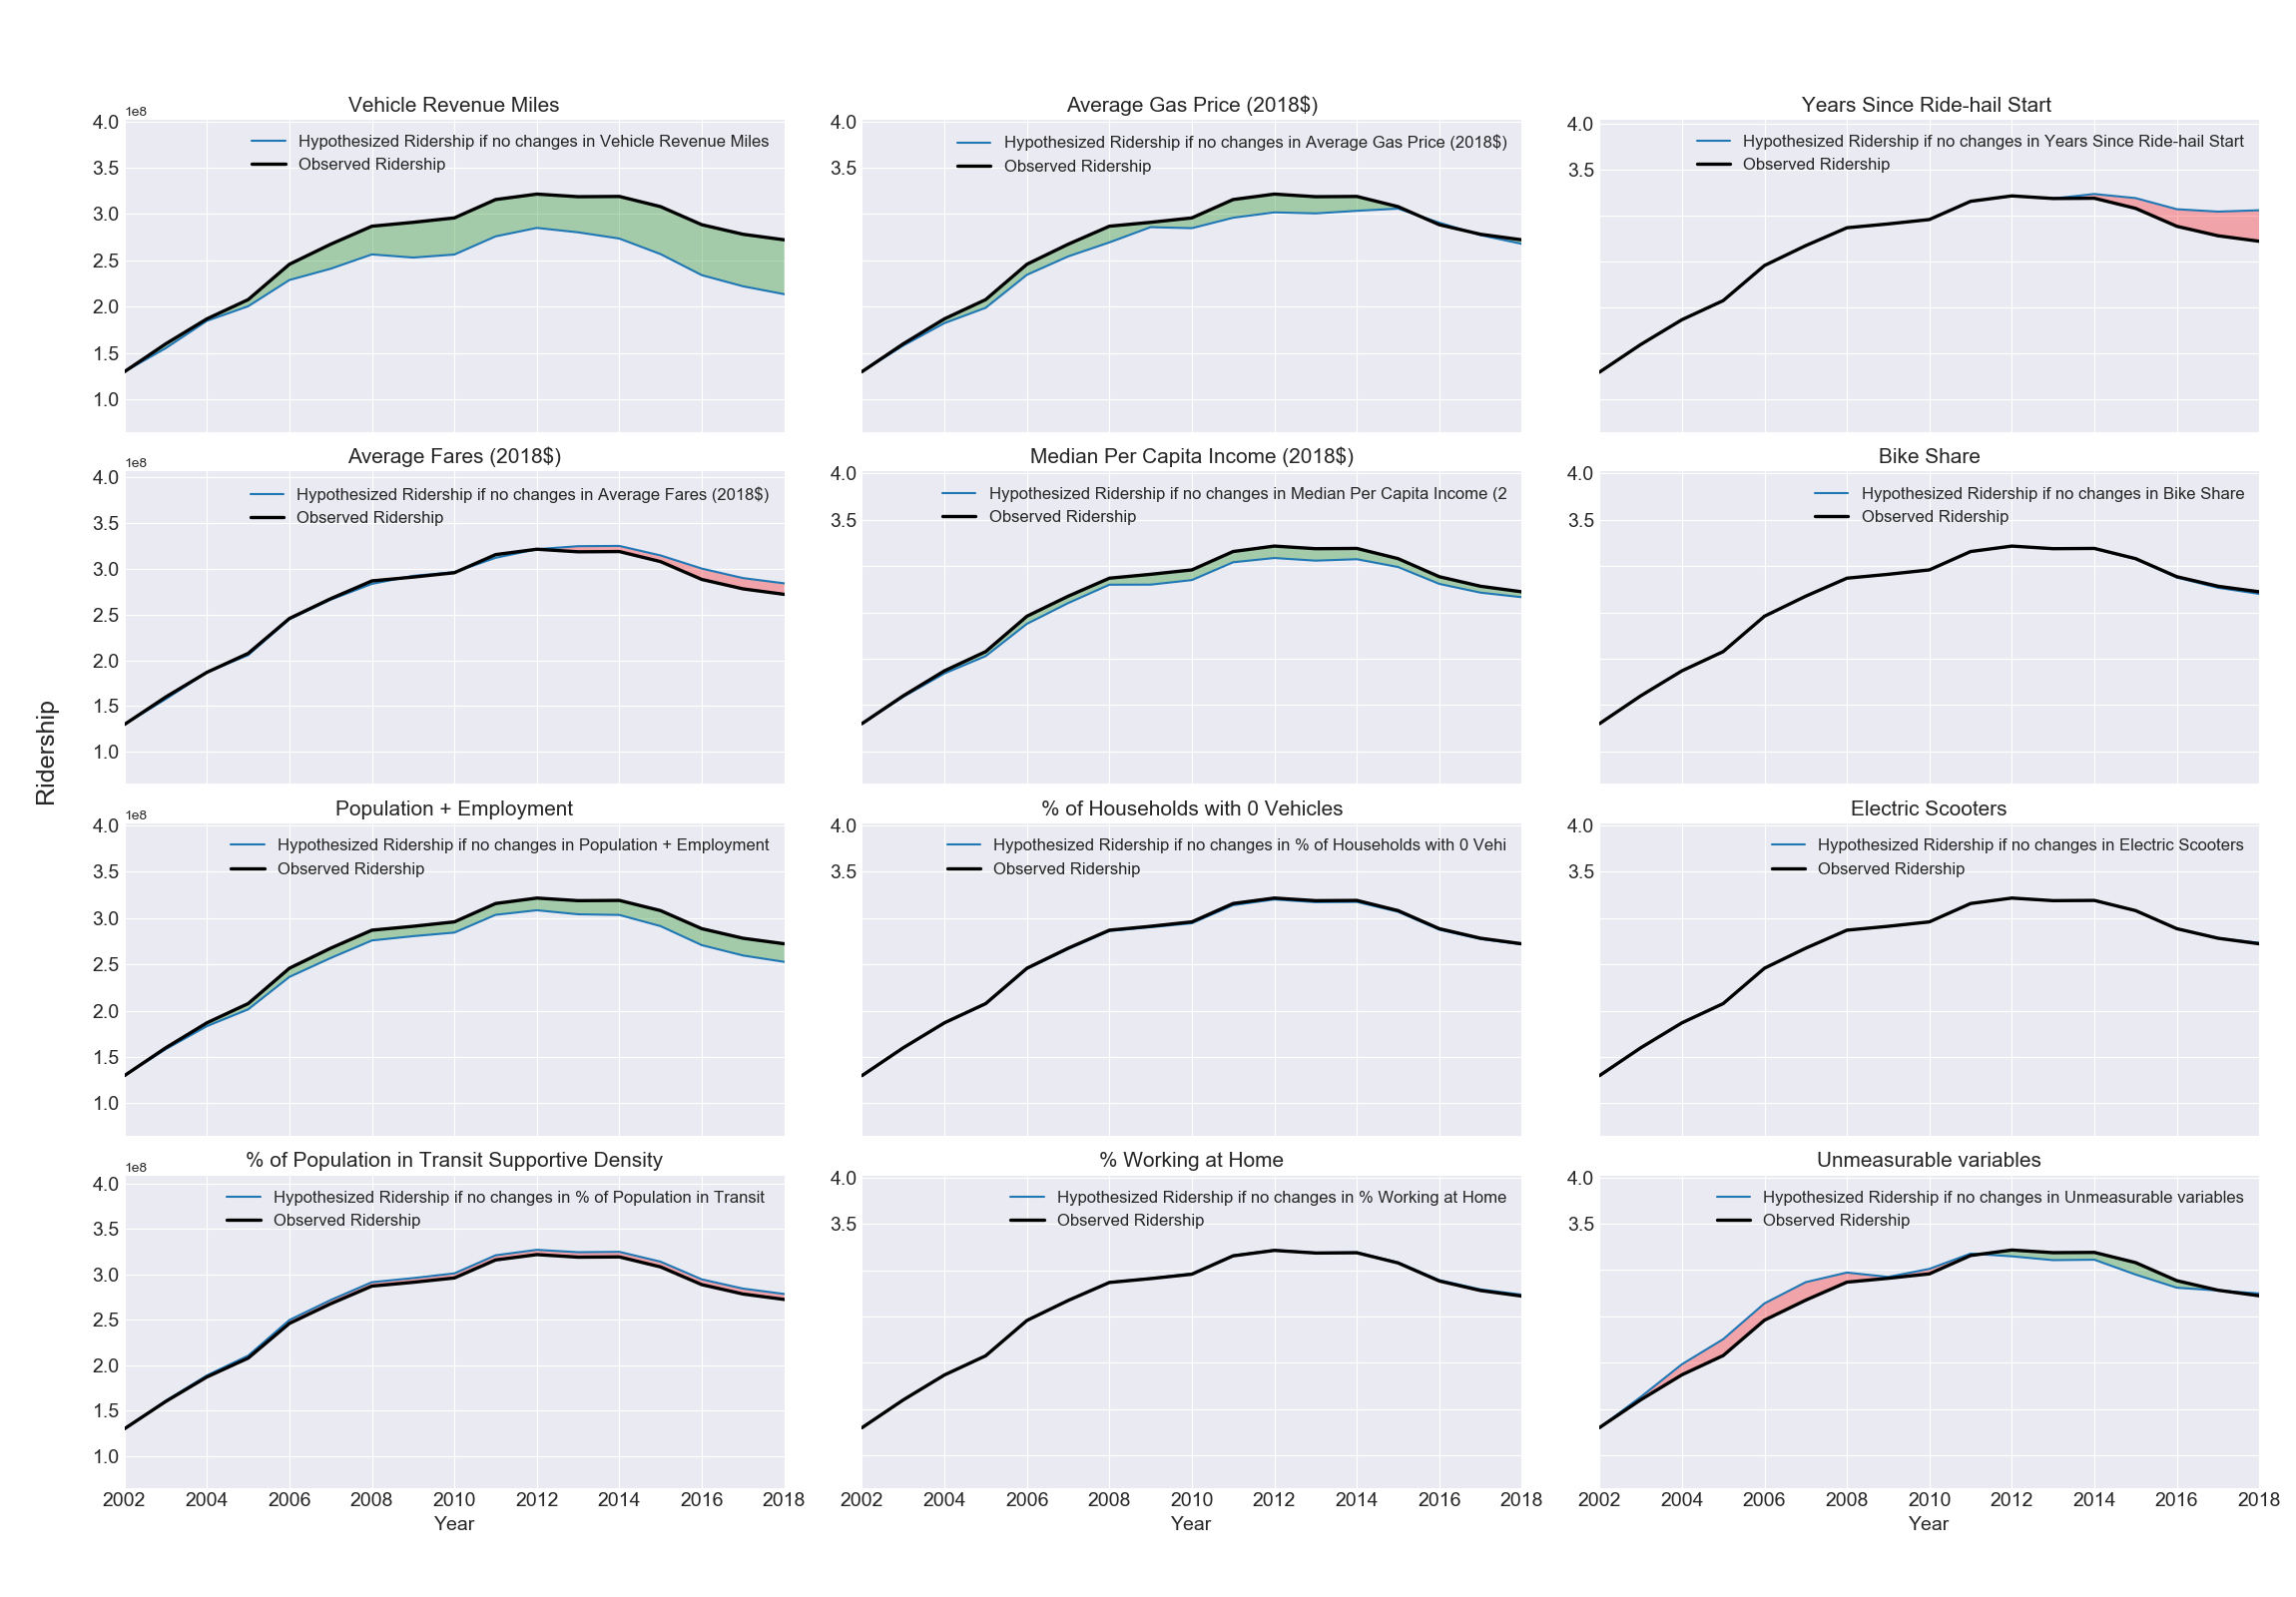 Vehicle Revenue Miles
1e8
4.0
3.5
3.0
2.5
2.0
1.5
1.0
Hypothesized Ridership if no changes in Vehicle Revenue Miles
Observed Ridership
Average Gas Price (2018$)
4.0
3.5
Hypothesized Ridership if no changes in Average Gas Price (2018$)
Observed Ridership
Years Since Ride-hail Start
4.0
3.5
Hypothesized Ridership if no changes in Years Since Ride-hail Start
Observed Ridership
Average Fares (2018$)
1e8
4.0
3.5
3.0
2.5
2.0
1.5
1.0
Hypothesized Ridership if no changes in Average Fares (2018$)
Observed Ridership
Median Per Capita Income (2018$)
4.0
3.5
Hypothesized Ridership if no changes in Median Per Capita Income (2
Observed Ridership
Bike Share
4.0
3.5
Hypothesized Ridership if no changes in Bike Share
Observed Ridership
Ridership
Population + Employment
1e8
4.0
3.5
3.0
2.5
2.0
1.5
1.0
Hypothesized Ridership if no changes in Population + Employment
Observed Ridership
% of Households with 0 Vehicles
4.0
3.5
Hypothesized Ridership if no changes in % of Households with 0 Vehi
Observed Ridership
Electric Scooters
4.0
3.5
Hypothesized Ridership if no changes in Electric Scooters
Observed Ridership
% of Population in Transit Supportive Density
1e8
4.0
3.5
3.0
2.5
2.0
1.5
1.0
Hypothesized Ridership if no changes in % of Population in Transit
Observed Ridership
2002 2004 2006 2008 2010 2012 2014 2016 2018
Year
% Working at Home
4.0
3.5
Hypothesized Ridership if no changes in % Working at Home
Observed Ridership
2002 2004 2006 2008 2010 2012 2014 2016 2018
Year
Unmeasurable variables
4.0
3.5
Hypothesized Ridership if no changes in Unmeasurable variables
Observed Ridership
2002 2004 2006 2008 2010 2012 2014 2016 2018
Year